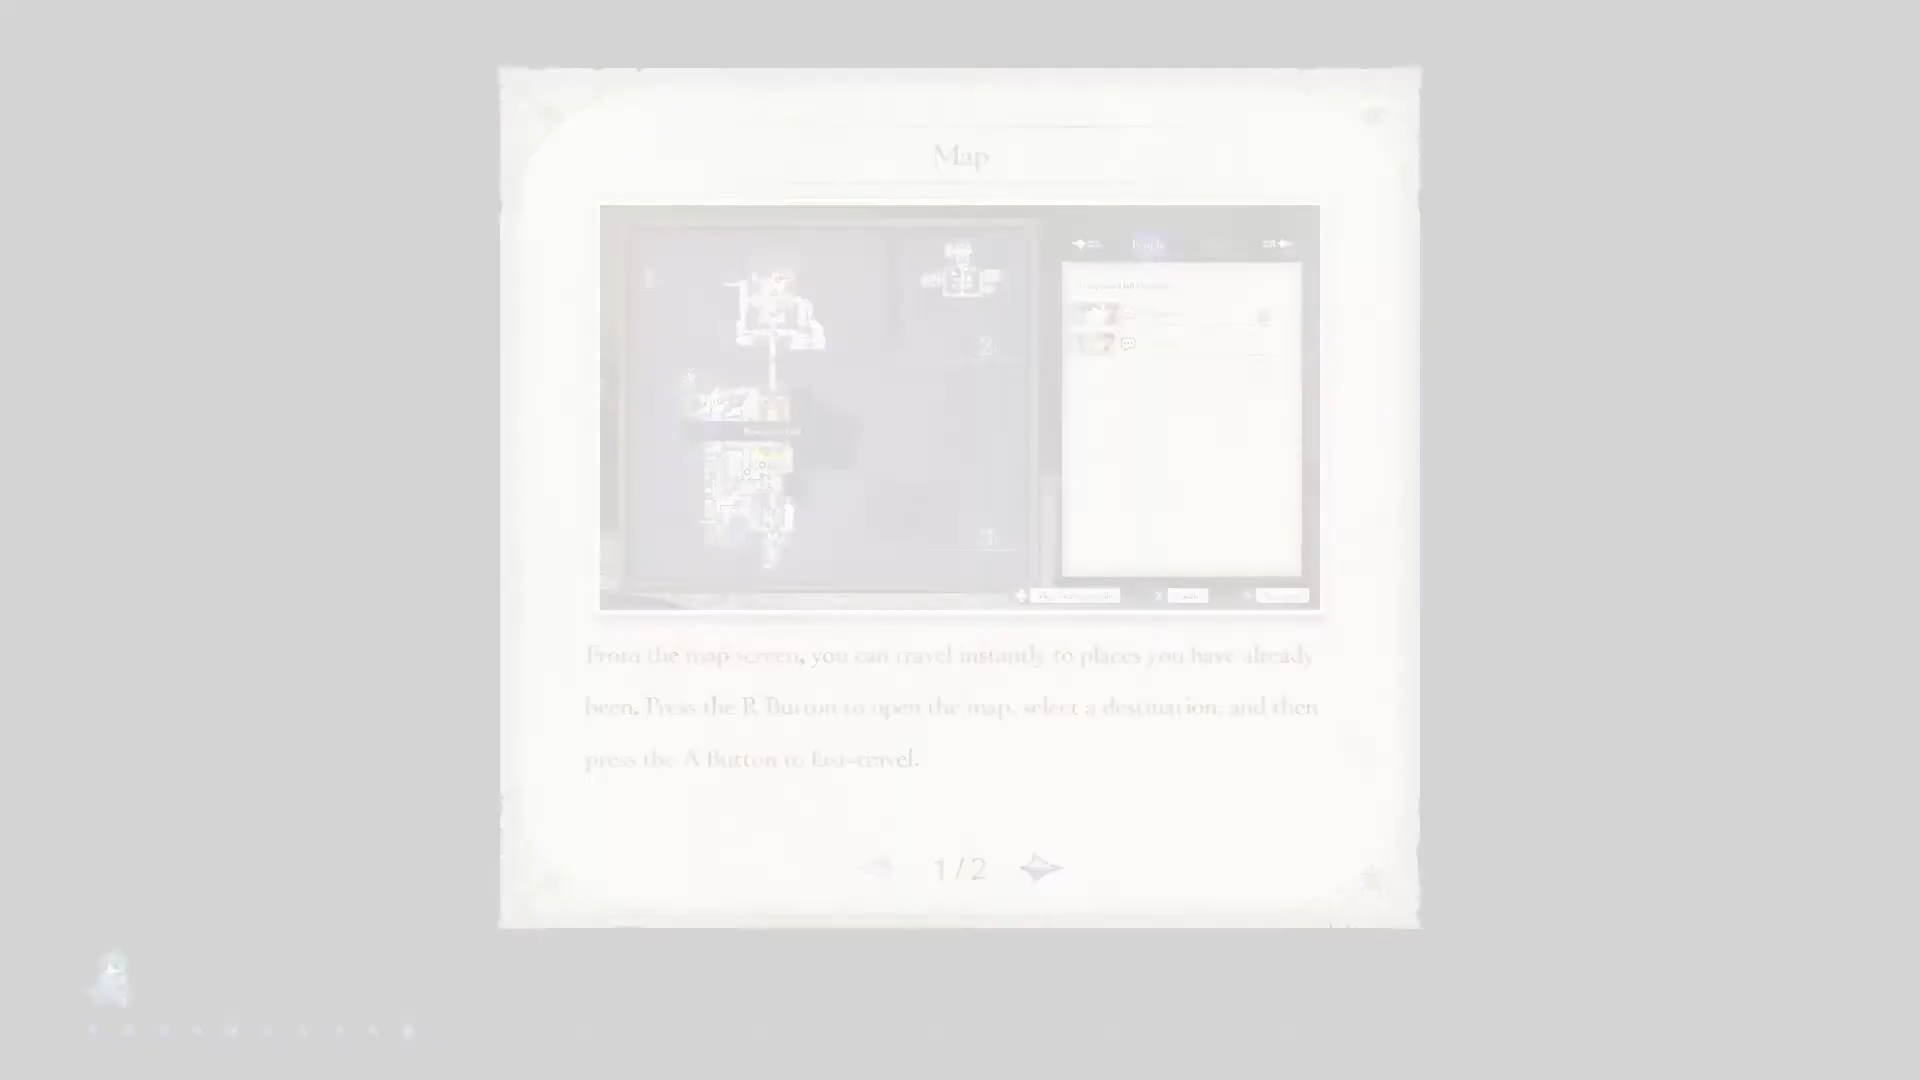 Map
People
From the map screen, you can travel instantly to places you have already
been. Press the R Button to open the map, select a destination, and then
press the A Button to fast-travel.
1 / 2